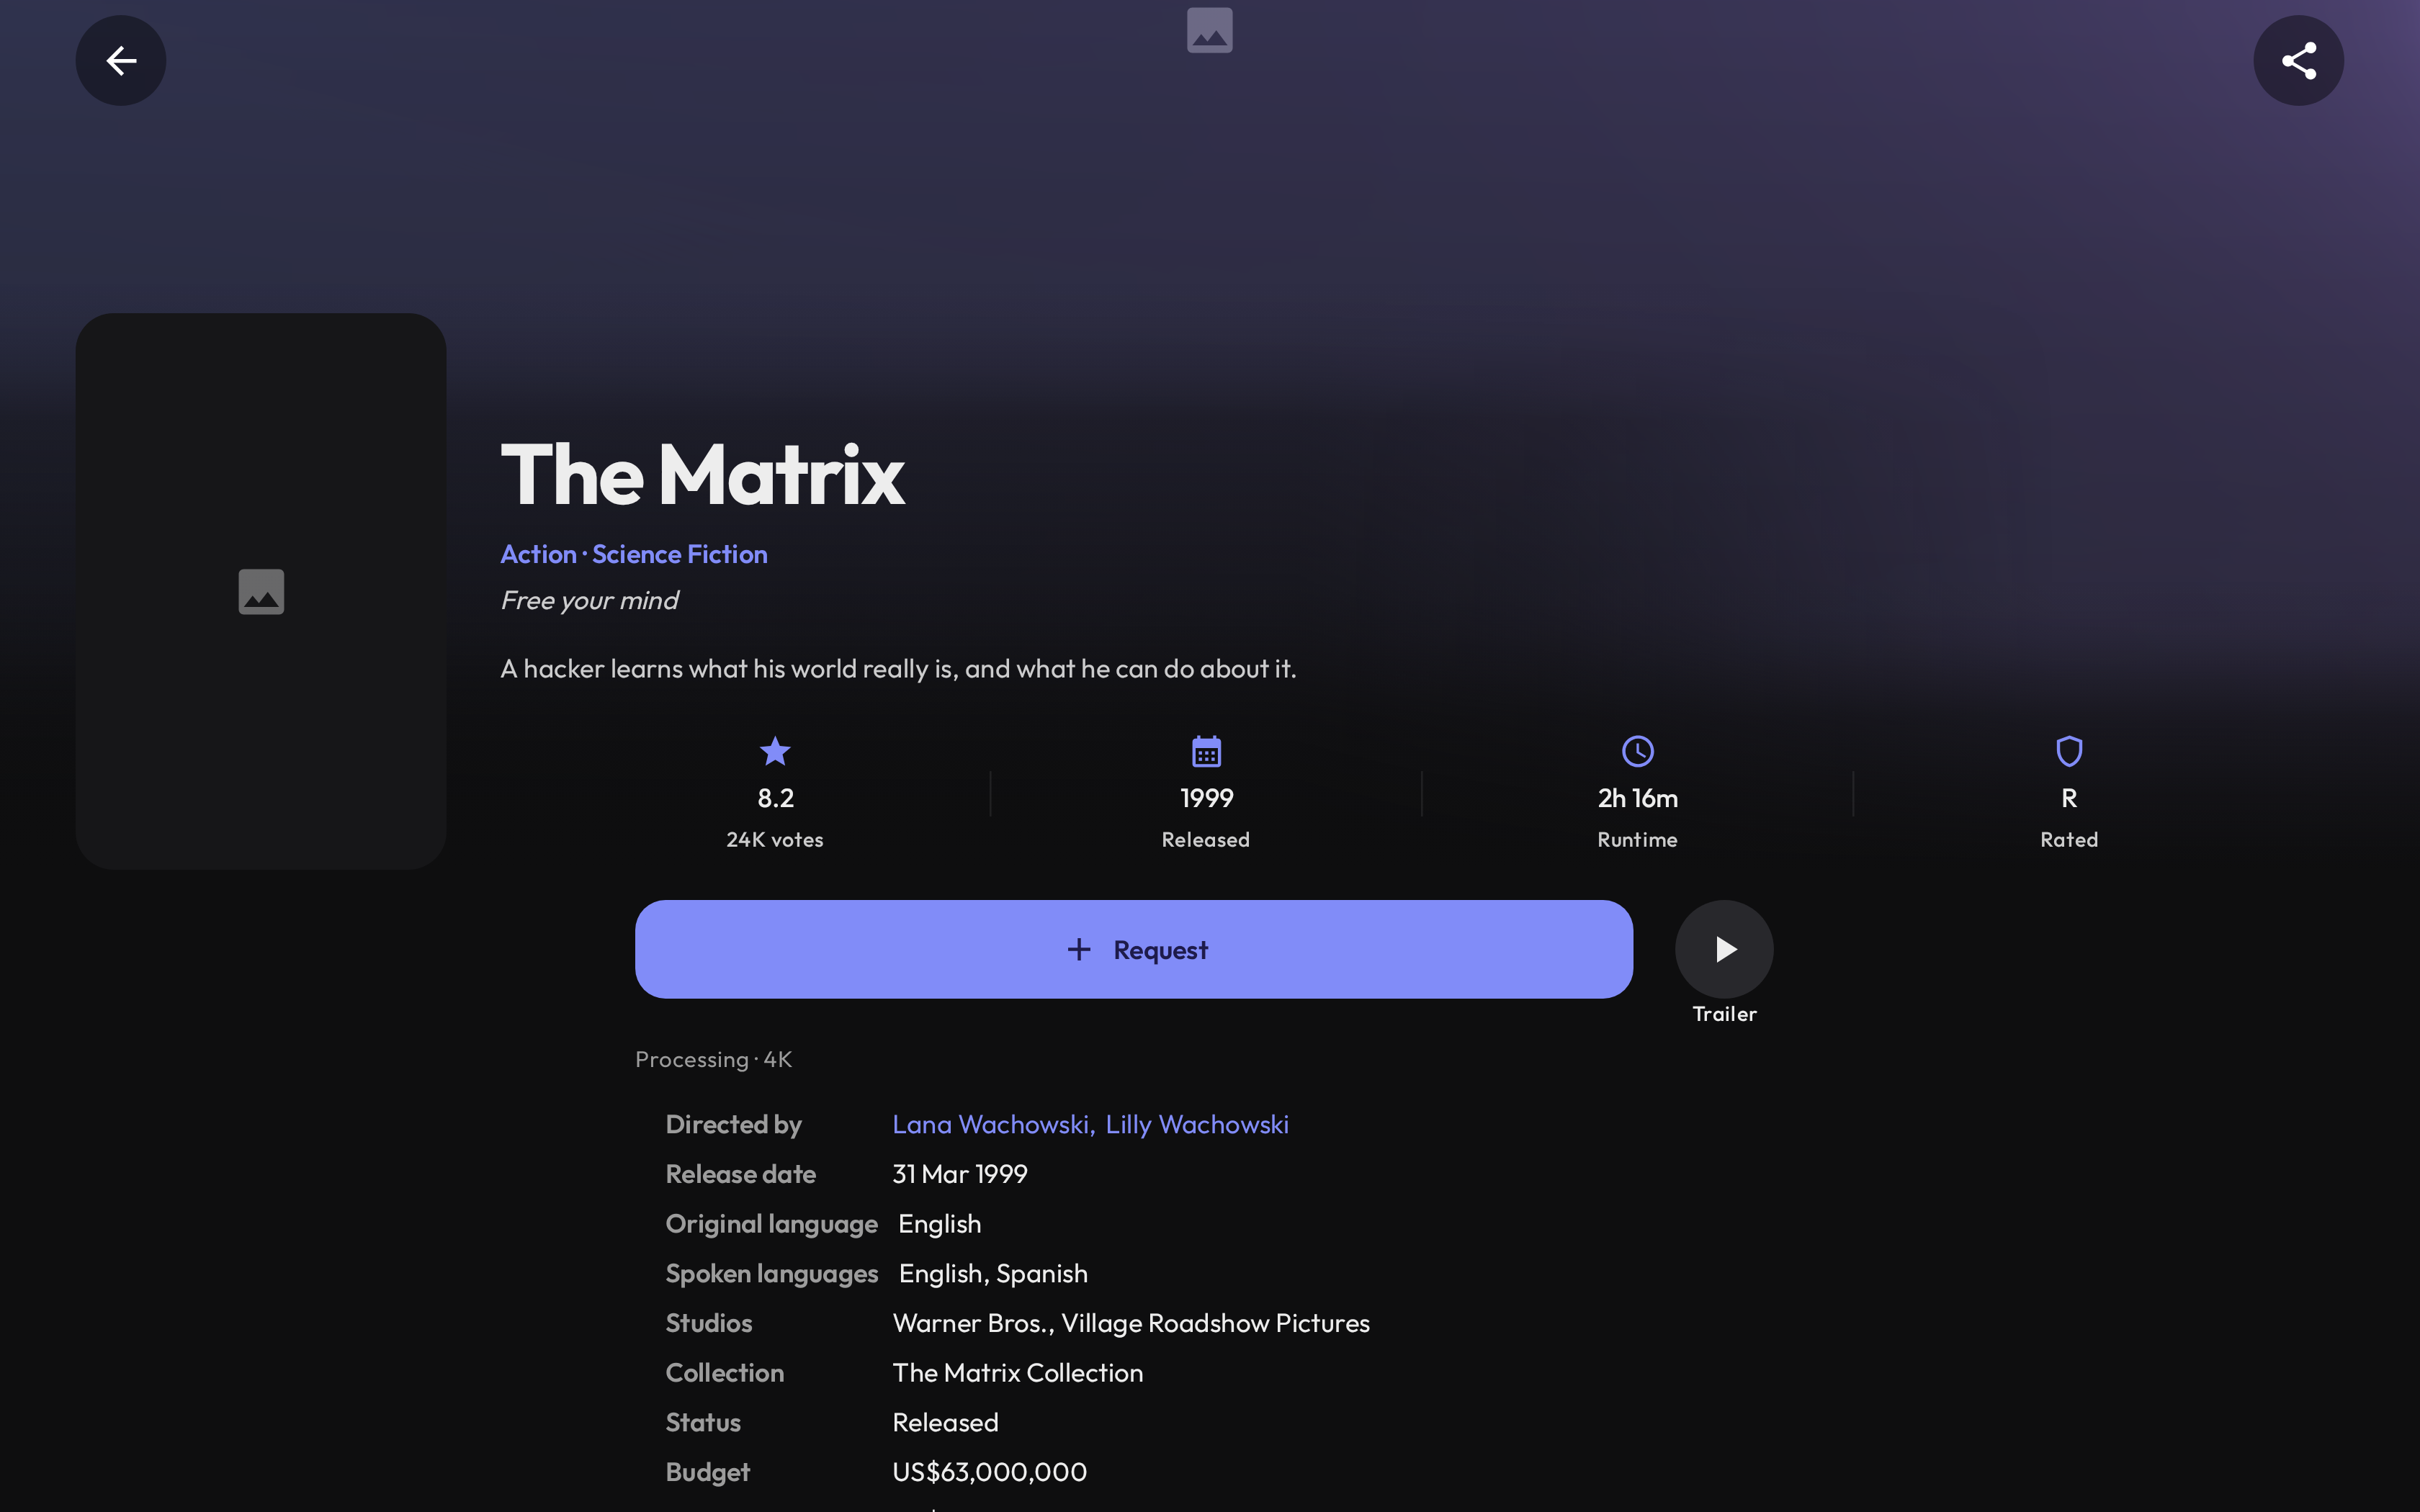 The Matrix
Action · Science Fiction
Free your mind
A hacker learns what his world really is, and what he can do about it.
8.2
24K votes
1999
Released
2h 16m
Runtime
R
Rated
Request
Trailer
Processing · 4K
Directed by Lana Wachowski, Lilly Wachowski
Release date 31 Mar 1999
Original language English
Spoken languages English, Spanish
Studios Warner Bros., Village Roadshow Pictures
Collection The Matrix Collection
Status Released
Budget US$63,000,000